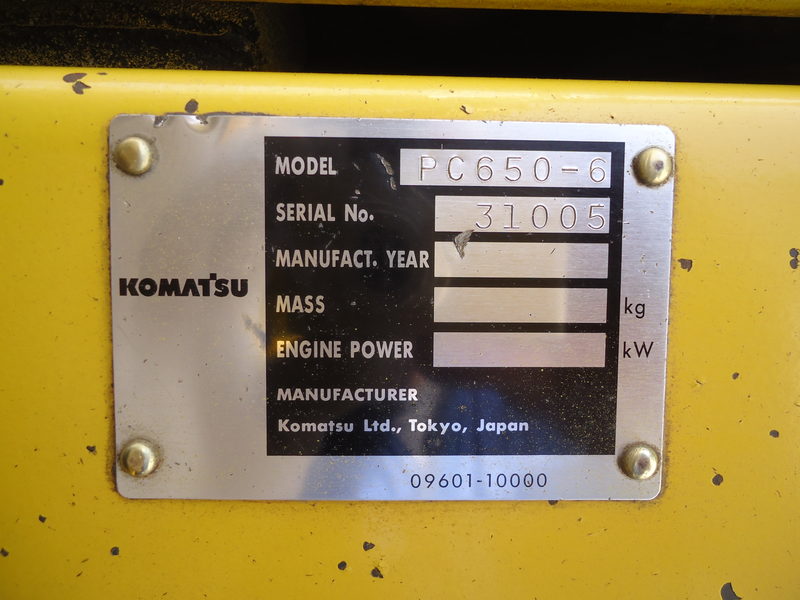 KOMATSU
MODEL PC650-6
SERIAL No. 31005
MANUFACT. YEAR
MASS kg
ENGINE POWER kW
MANUFACTURER
Komatsu Ltd., Tokyo, Japan
09601-10000